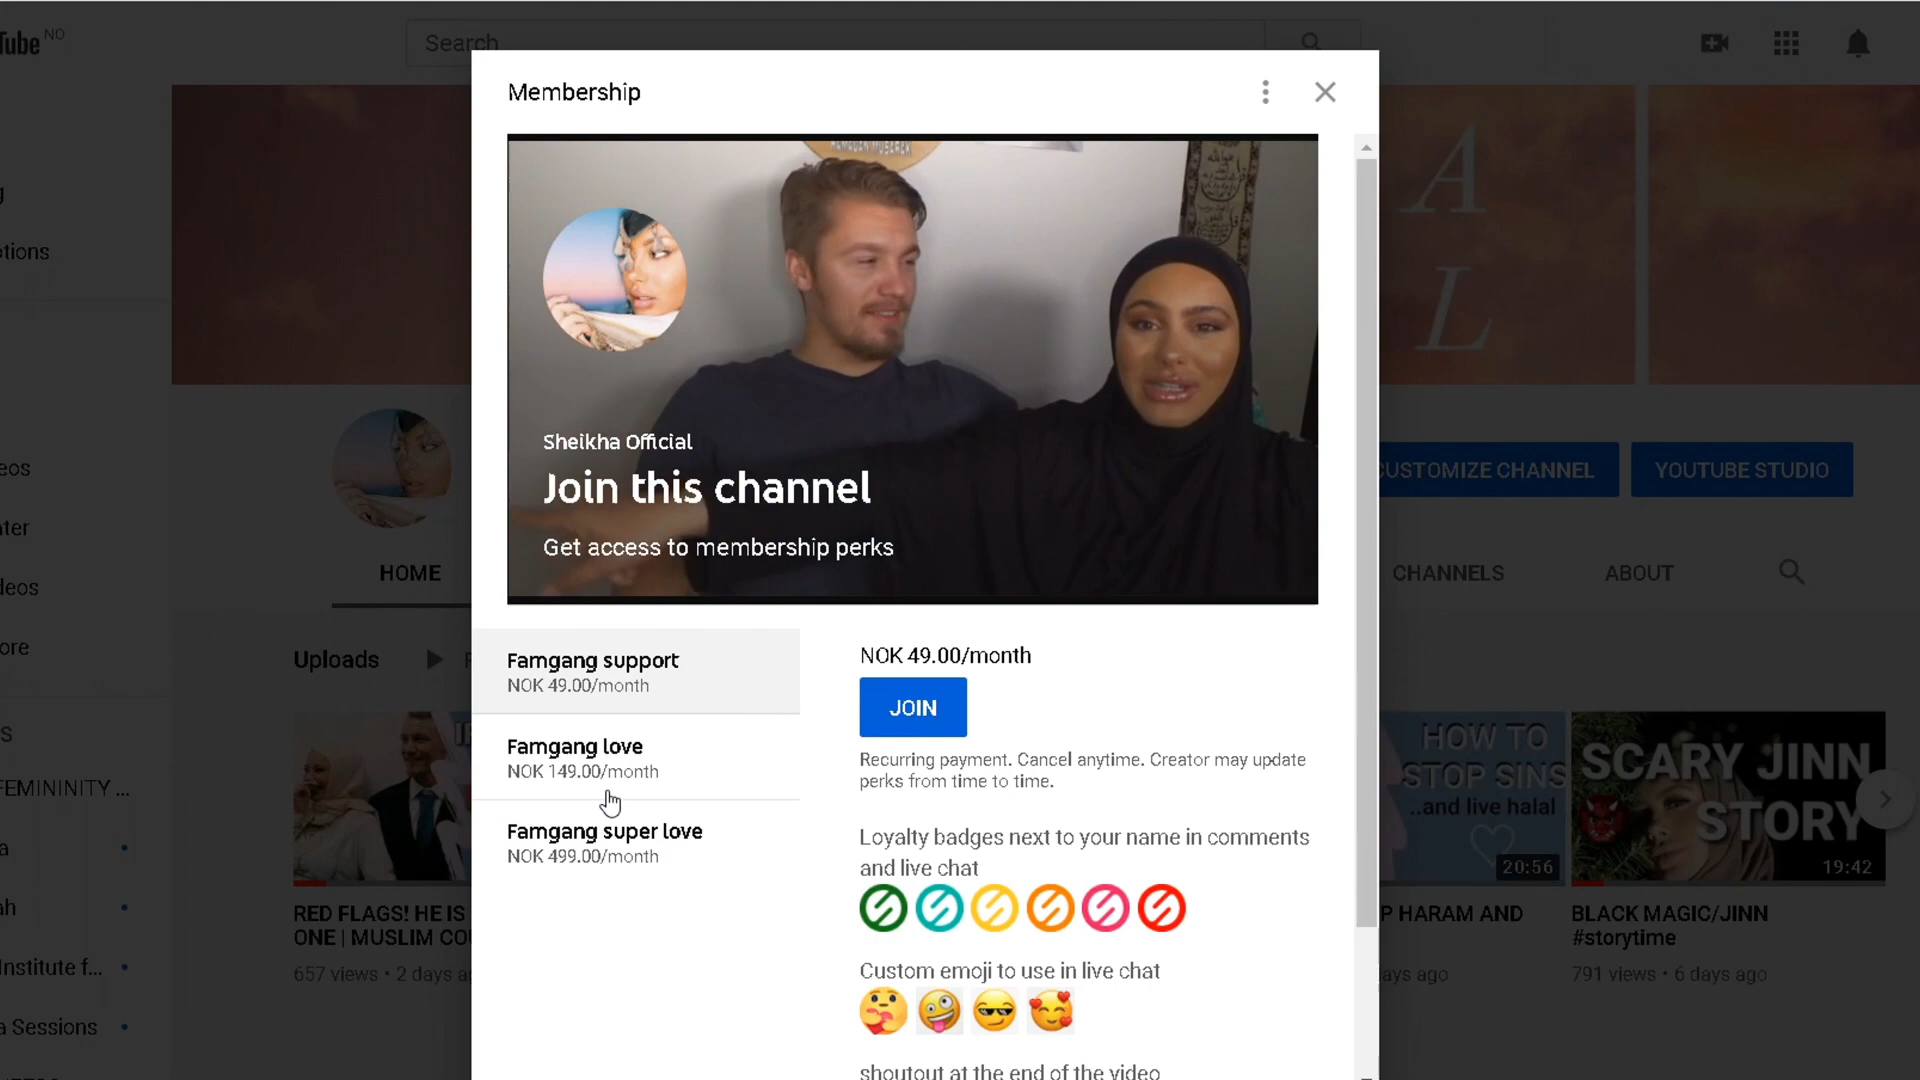 Tube NO
Search
Membership
RAMADAN MUBARAK
A
L
otions
Sheikha Official
Join this channel
Get access to membership perks
CUSTOMIZE CHANNEL
YOUTUBE STUDIO
HOME
CHANNELS
ABOUT
eos
ter
deos
ore
Uploads
Famgang support
NOK 49.00/month
NOK 49.00/month
JOIN
Famgang love
NOK 149.00/month
Recurring payment. Cancel anytime. Creator may update
perks from time to time.
Famgang super love
NOK 499.00/month
Loyalty badges next to your name in comments
and live chat
Custom emoji to use in live chat
shoutout at the end of the video
S
FEMININITY ...
a
ah
Institute f...
a Sessions
RED FLAGS! HE IS
ONE | MUSLIM COU
657 views • 2 days a
HOW TO
STOP SINS
..and live halal
20:56
P HARAM AND
ays ago
SCARY JINN
STORY
19:42
BLACK MAGIC/JINN
#storytime
791 views • 6 days ago